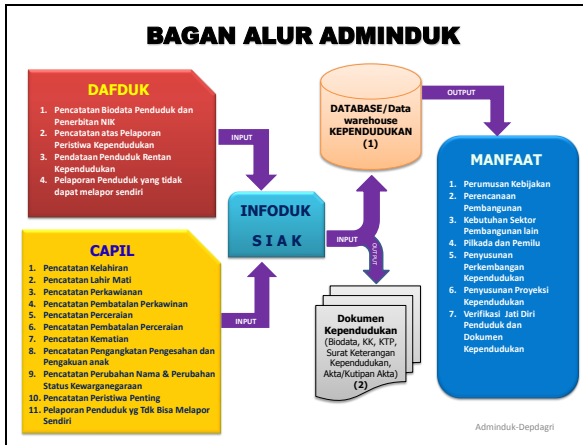 BAGAN ALUR ADMINDUK
DAFDUK
1. Pencatatan Biodata Penduduk dan
Penerbitan NIK
2. Pencatatan atas Pelaporan
Peristiwa Kependudukan
3. Pendataan Penduduk Rentan
Kependudukan
4. Pelaporan Penduduk yang tidak
dapat melapor sendiri
INPUT
CAPIL
1. Pencatatan Kelahiran
2. Pencatatan Lahir Mati
3. Pencatatan Perkawianan
4. Pencatatan Pembatalan Perkawinan
5. Pencatatan Perceraian
6. Pencatatan Pembatalan Perceraian
7. Pencatatan Kematian
8. Pencatatan Pengangkatan Pengesahan dan
Pengakuan anak
9. Pencatatan Perubahan Nama & Perubahan
Status Kewarganegaraan
10. Pencatatan Peristiwa Penting
11. Pelaporan Penduduk yg Tdk Bisa Melapor
Sendiri
INPUT
INFODUK
S I A K
INPUT
OUTPUT
DATABASE/Data
warehouse
KEPENDUDUKAN
(1)
OUTPUT
Dokumen
Kependudukan
(Biodata, KK, KTP,
Surat Keterangan
Kependudukan,
Akta/Kutipan Akta)
(2)
MANFAAT
1. Perumusan Kebijakan
2. Perencanaan
Pembangunan
3. Kebutuhan Sektor
Pembangunan lain
4. Pilkada dan Pemilu
5. Penyusunan
Perkembangan
Kependudukan
6. Penyusunan Proyeksi
Kependudukan
7. Verifikasi Jati Diri
Penduduk dan
Dokumen
Kependudukan
Adminduk-Depdagri